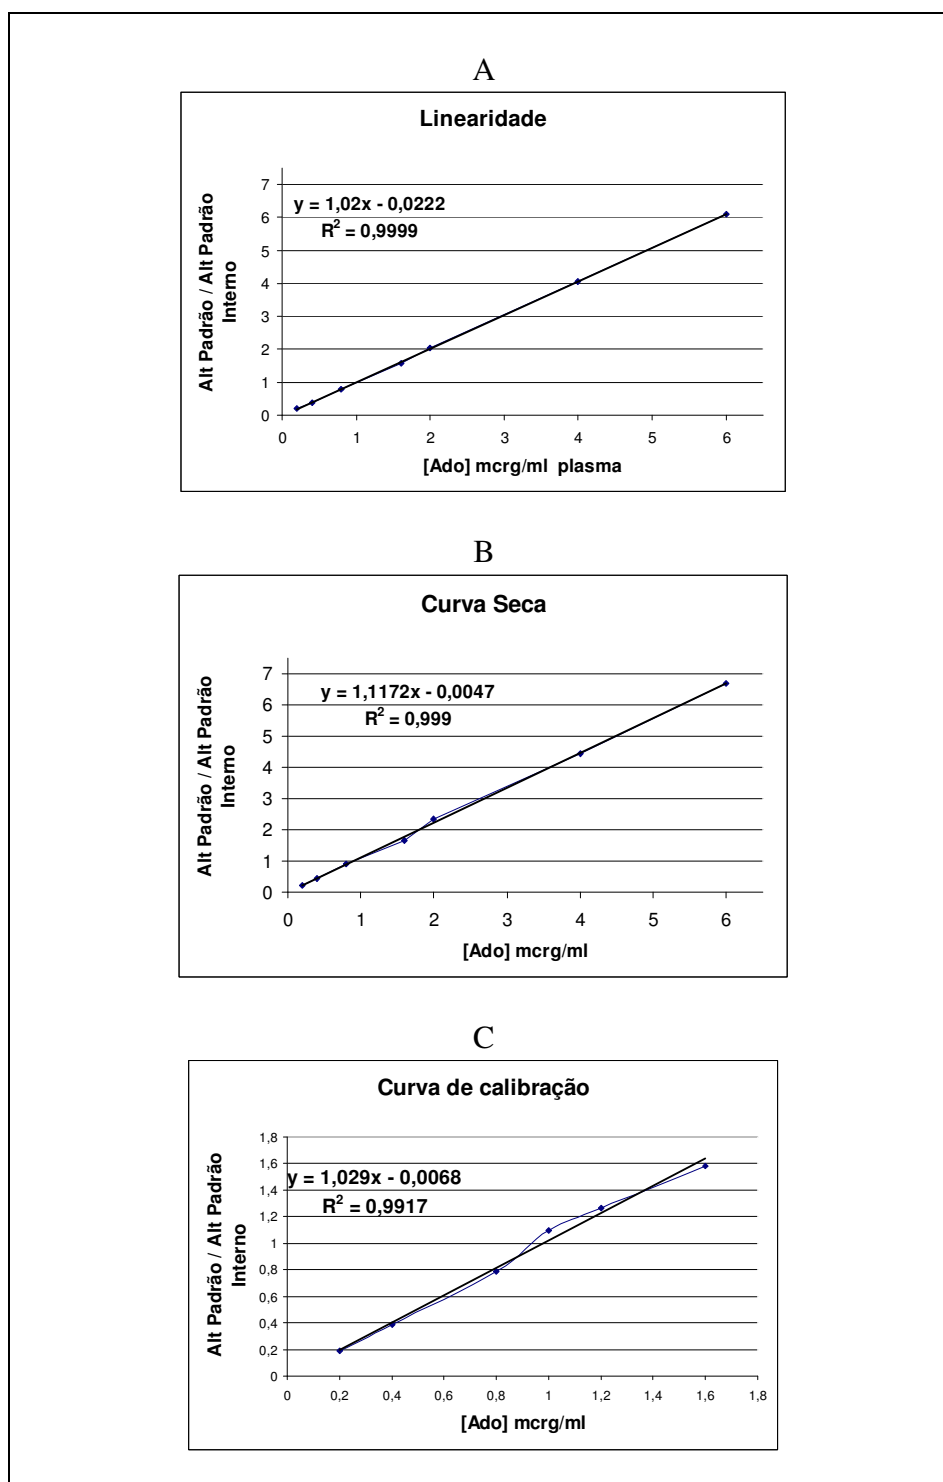 A
Linearidade
7
6
5
4
3
2
1
0
y = 1,02x - 0,0222
R² = 0,9999
Alt Padrão / Alt Padrão
Interno
0 1 2 3 4 5 6
[Ado] mcrg/ml plasma
B
Curva Seca
7
6
5
4
3
2
1
0
y = 1,1172x - 0,0047
R² = 0,999
Alt Padrão / Alt Padrão
Interno
0 1 2 3 4 5 6
[Ado] mcrg/ml
C
Curva de calibração
1,8
1,6
1,4
1,2
1
0,8
0,6
0,4
0,2
0
y = 1,029x - 0,0068
R² = 0,9917
Alt Padrão / Alt Padrão
Interno
0 0,2 0,4 0,6 0,8 1 1,2 1,4 1,6 1,8
[Ado] mcrg/ml